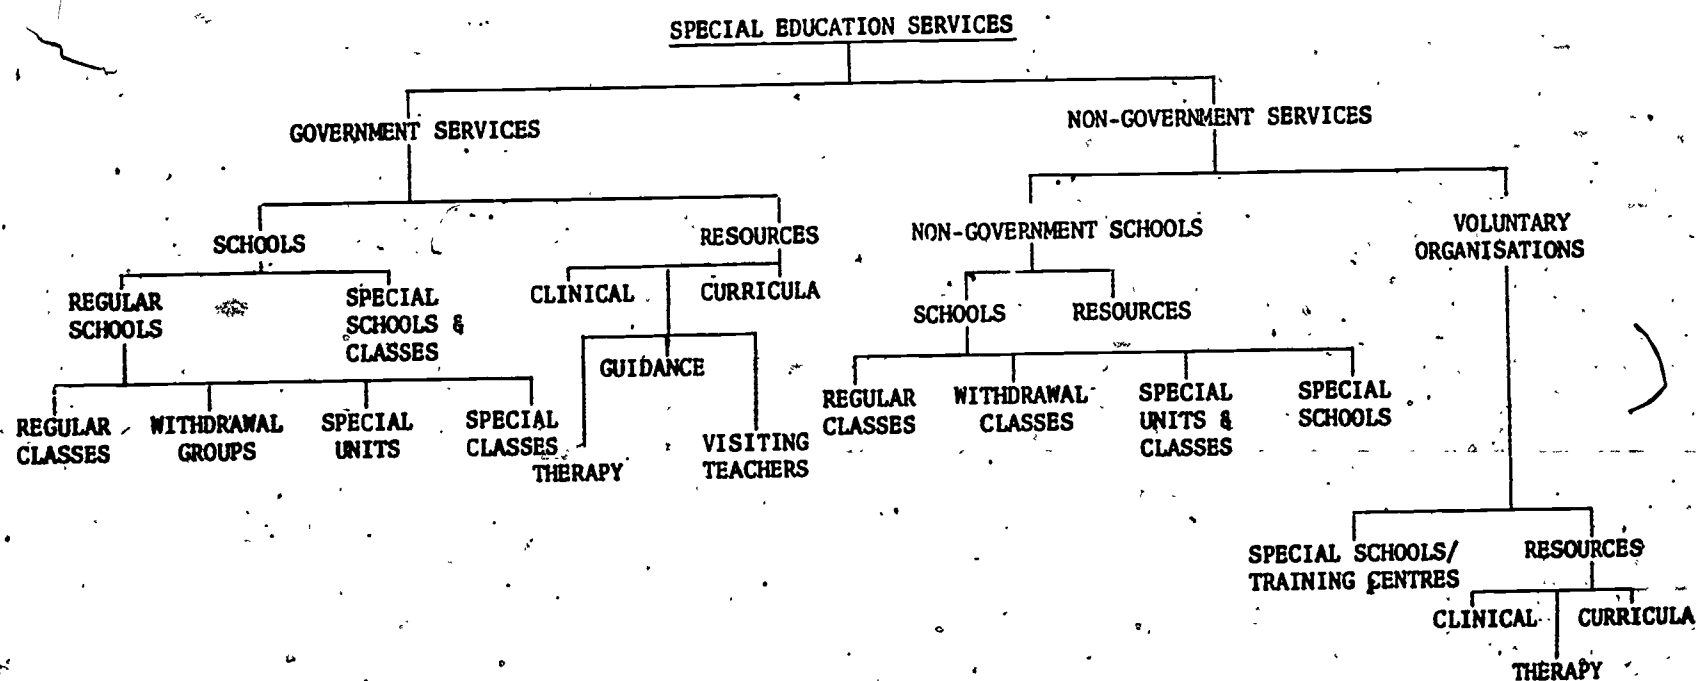 SPECIAL EDUCATION SERVICES
GOVERNMENT SERVICES
NON-GOVERNMENT SERVICES
SCHOOLS
RESOURCES
NON-GOVERNMENT SCHOOLS
VOLUNTARY
ORGANISATIONS
REGULAR
SCHOOLS
SPECIAL
SCHOOLS &
CLASSES
CLINICAL
CURRICULA
GUIDANCE
SCHOOLS
RESOURCES
REGULAR
CLASSES
WITHDRAWAL
GROUPS
SPECIAL
UNITS
SPECIAL
CLASSES
THERAPY
VISITING
TEACHERS
REGULAR
CLASSES
WITHDRAWAL
CLASSES
SPECIAL
UNITS &
CLASSES
SPECIAL
SCHOOLS
SPECIAL SCHOOLS/
TRAINING CENTRES
RESOURCES
CLINICAL
CURRICULA
THERAPY